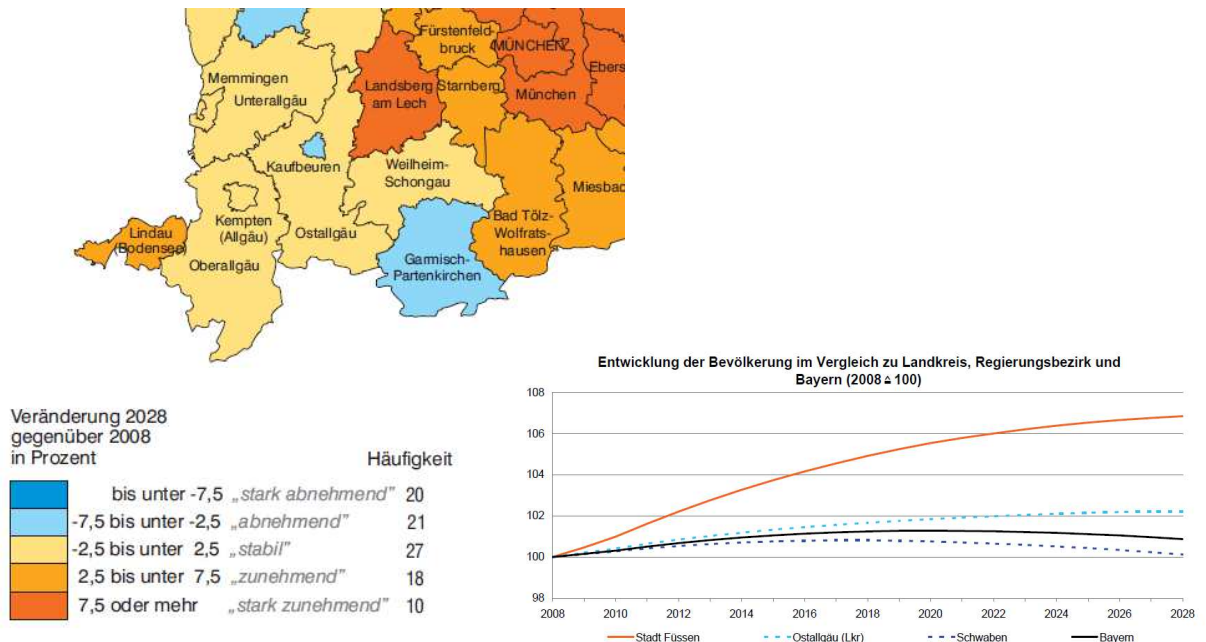 Fürstenfeld-
bruck
MÜNCHEN
Ebers
Memmingen
Unterallgäu
Landsberg
am Lech
Starnberg
München
Kaufbeuren
Weilheim-
Schongau
Miesbac
Lindau
(Bodensee)
Kempten
(Allgäu)
Ostallgäu
Oberallgäu
Bad Tölz-
Wolfrats-
hausen
Garmisch-
Partenkirchen
Veränderung 2028
gegenüber 2008
in Prozent
Häufigkeit
bis unter -7,5 „stark abnehmend” 20
-7,5 bis unter -2,5 „abnehmend” 21
-2,5 bis unter 2,5 „stabil” 27
2,5 bis unter 7,5 „zunehmend” 18
7,5 oder mehr „stark zunehmend” 10
Entwicklung der Bevölkerung im Vergleich zu Landkreis, Regierungsbezirk und
Bayern (2008 ≙ 100)
108
106
104
102
100
98
2008 2010 2012 2014 2016 2018 2020 2022 2024 2026 2028
Stadt Füssen Ostallgäu (Lkr) Schwaben Bayern